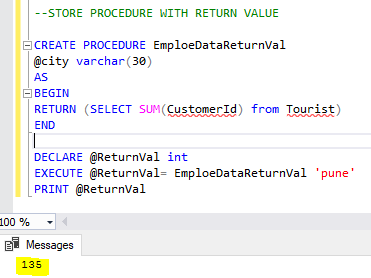 --STORE PROCEDURE WITH RETURN VALUE
CREATE PROCEDURE EmploeDataReturnVal
@city varchar(30)
AS
BEGIN
RETURN (SELECT SUM(CustomerId) from Tourist)
END
DECLARE @ReturnVal int
EXECUTE @ReturnVal= EmploeDataReturnVal 'pune'
PRINT @ReturnVal
100 %
Messages
135